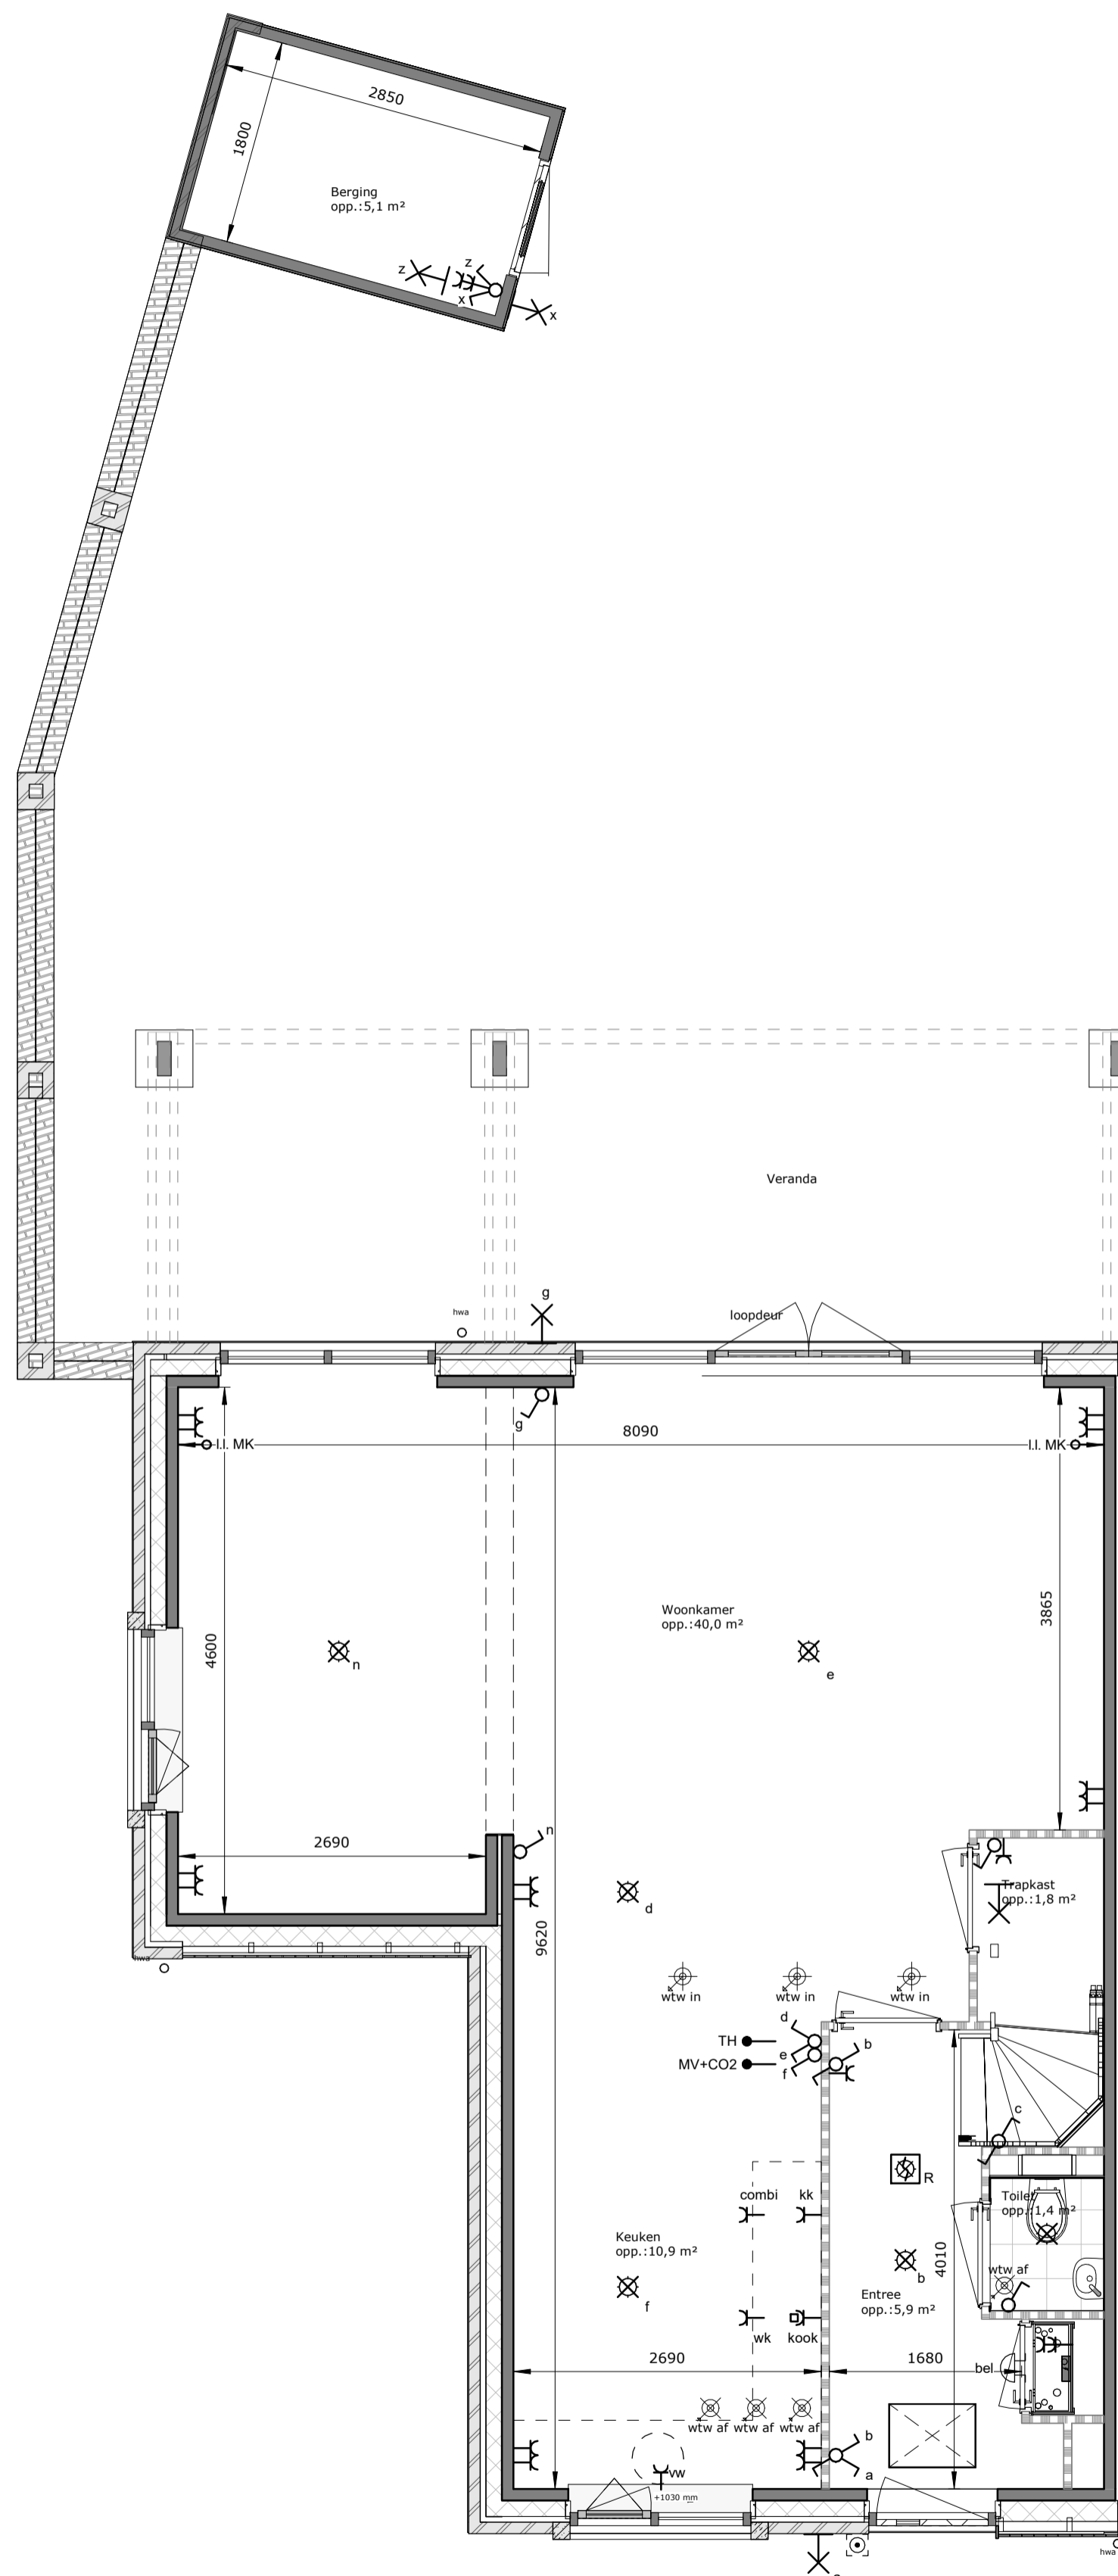 2850
1800
Berging
opp.:5,1 m²
z
z
x
x
Veranda
g
hwa
loopdeur
g
8090
l.l. MK
l.l. MK
Woonkamer
opp.:40,0 m²
3865
4600
n
e
n
2690
Trapkast
opp.:1,8 m²
d
9620
hwa
wtw in
wtw in
wtw in
d
TH
e
b
MV+CO2
f
c
R
combi
kk
Toilet
opp.:1,4 m²
Keuken
opp.:10,9 m²
4010
wtw af
b
Entree
opp.:5,9 m²
f
wk
kook
2690
1680
bel
wtw af
wtw af
wtw af
b
a
vw
+1030 mm
hwa